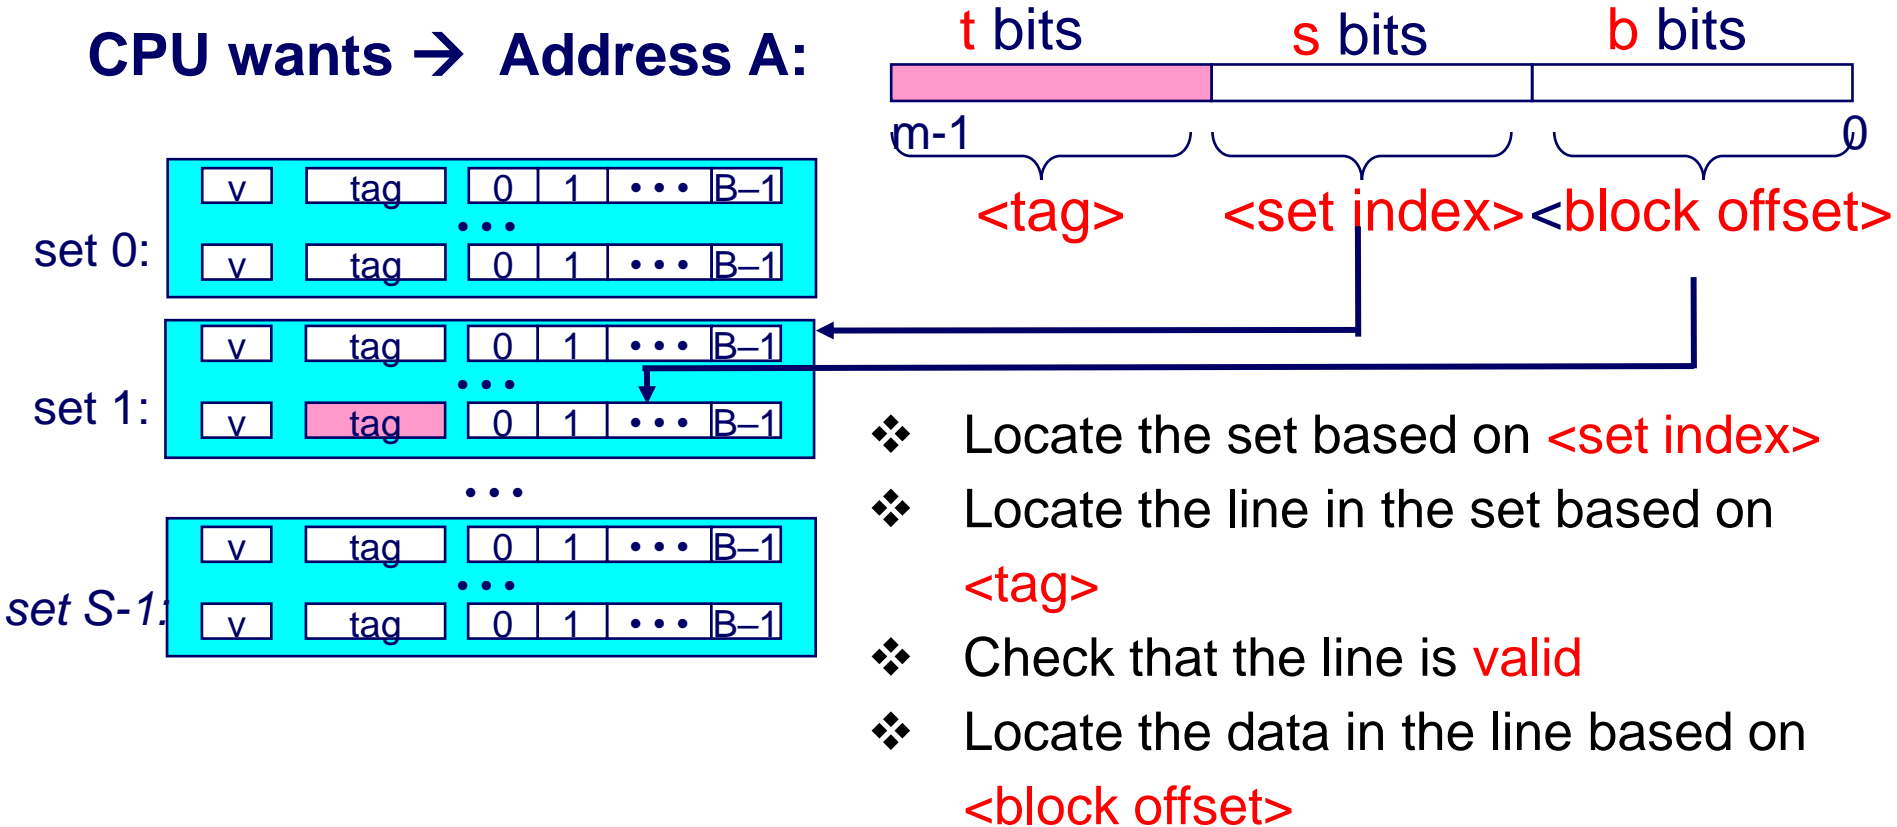 CPU wants → Address A:
t bits s bits b bits
m-1 0
<tag> <set index> <block offset>
v tag 0 1 • • • B–1
• • •
set 0:
v tag 0 1 • • • B–1
v tag 0 1 • • • B–1
• • •
set 1:
v tag 0 1 • • • B–1
• • •
v tag 0 1 • • • B–1
• • •
set S-1:
v tag 0 1 • • • B–1
❖ Locate the set based on <set index>
❖ Locate the line in the set based on
<tag>
❖ Check that the line is valid
❖ Locate the data in the line based on
<block offset>